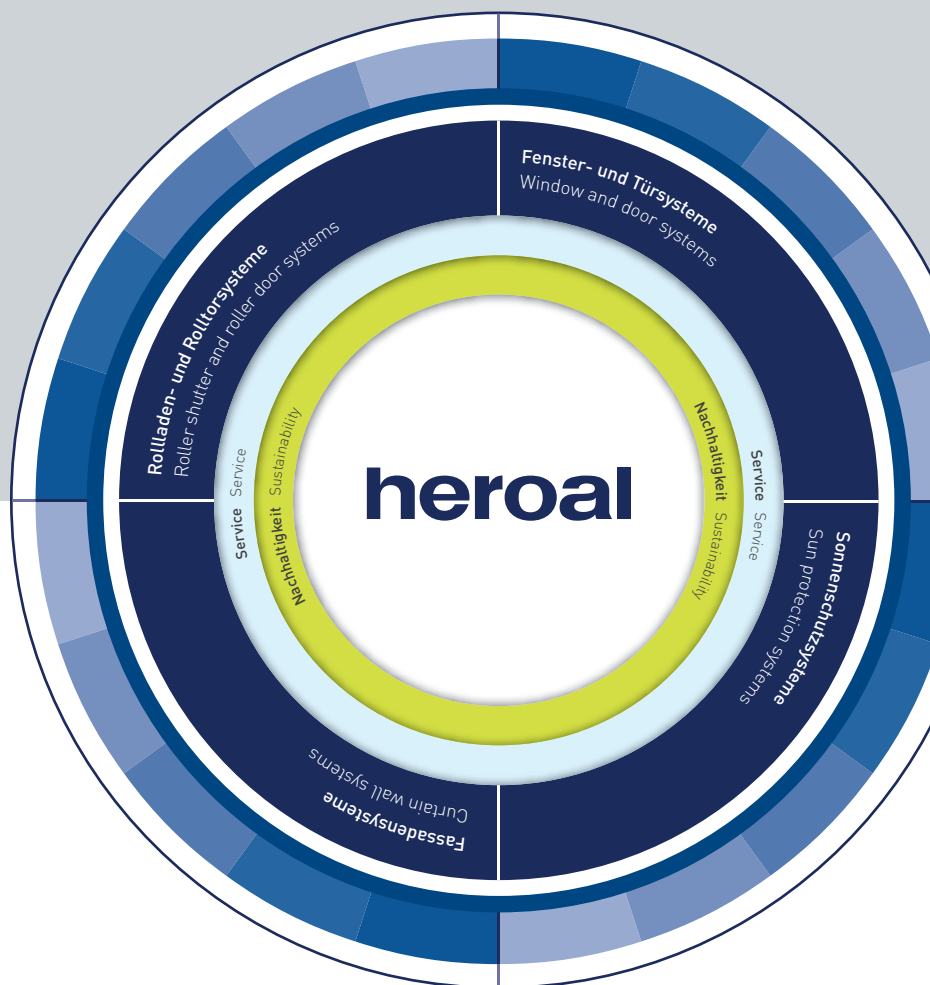 Fenster- und Türsysteme
Window and door systems
Rollladen- und Rolltorsysteme
Roller shutter and roller door systems
Service Service
Nachhaltigkeit Sustainability
heroal
Nachhaltigkeit Sustainability
Service Service
Sonnenschutzsysteme
Sun protection systems
Fassadensysteme
Curtain wall systems